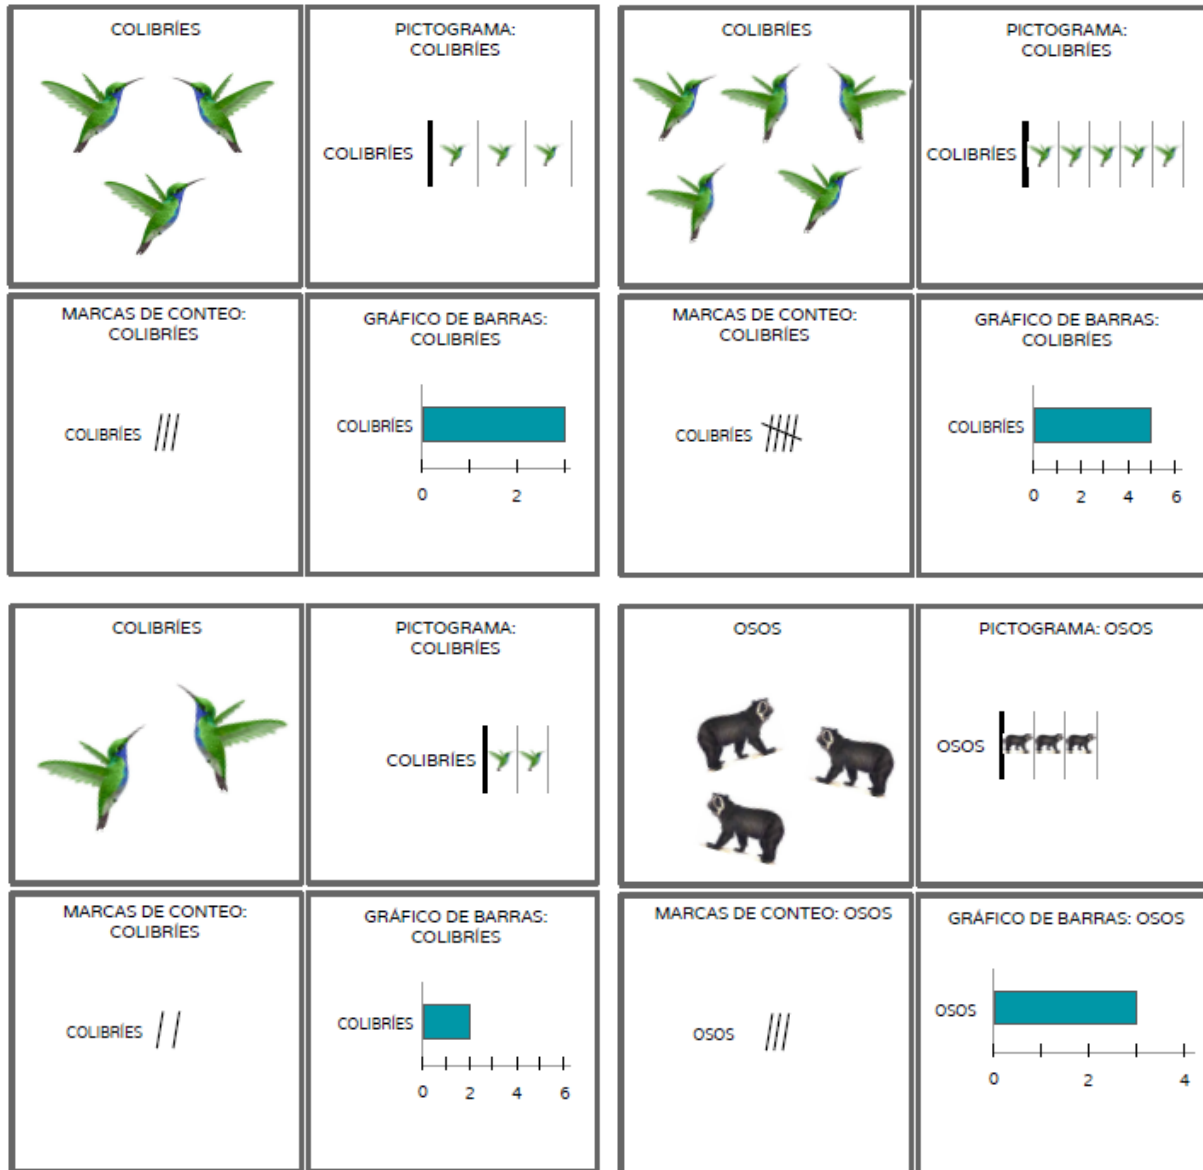 COLIBRÍES
PICTOGRAMA:
COLIBRÍES
COLIBRÍES
MARCAS DE CONTEO:
COLIBRÍES
COLIBRÍES
GRÁFICO DE BARRAS:
COLIBRÍES
COLIBRÍES
0 2
COLIBRÍES
PICTOGRAMA:
COLIBRÍES
COLIBRÍES
MARCAS DE CONTEO:
COLIBRÍES
COLIBRÍES
GRÁFICO DE BARRAS:
COLIBRÍES
COLIBRÍES
0 2 4 6
COLIBRÍES
PICTOGRAMA:
COLIBRÍES
COLIBRÍES
MARCAS DE CONTEO:
COLIBRÍES
COLIBRÍES
GRÁFICO DE BARRAS:
COLIBRÍES
COLIBRÍES
0 2 4 6
OSOS
PICTOGRAMA: OSOS
OSOS
MARCAS DE CONTEO: OSOS
OSOS
GRÁFICO DE BARRAS: OSOS
OSOS
0 2 4